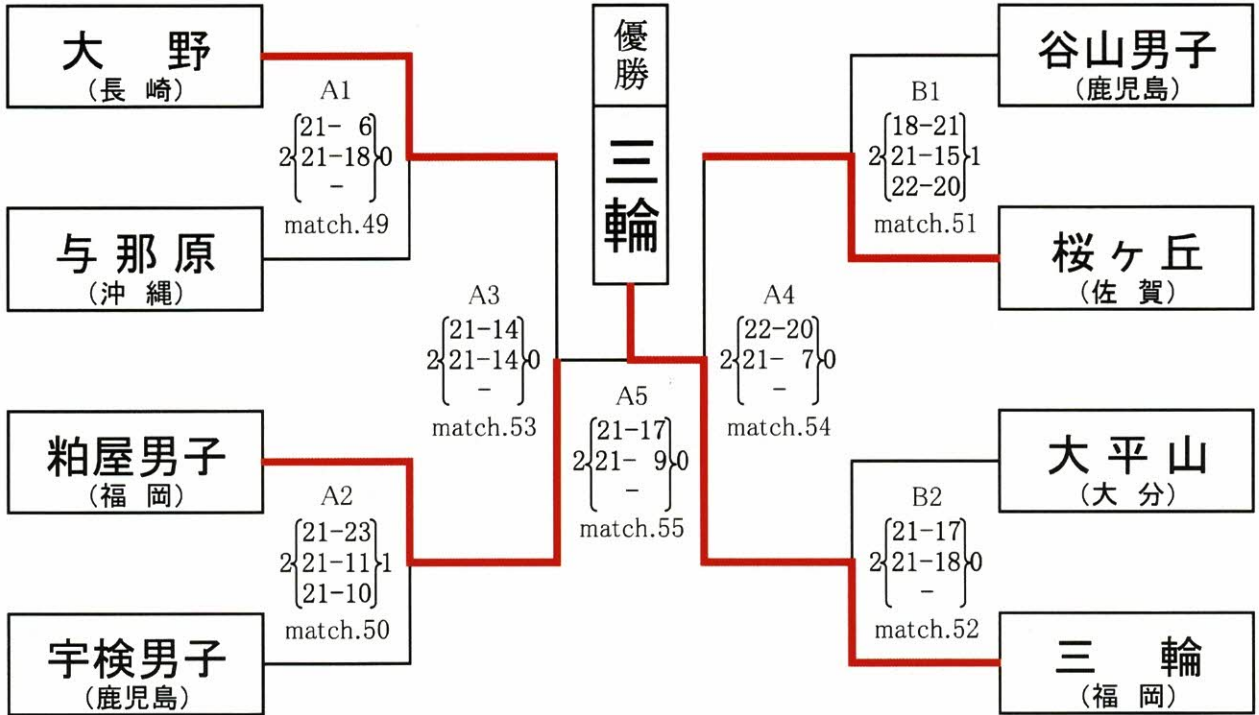 大 野
（長 崎）
与 那 原
（沖 縄）
粕屋男子
（福 岡）
宇検男子
（鹿児島）
A1
21- 6
2 21-18 0
-
match.49
A2
21-23
2 21-11 1
21-10
match.50
A3
21-14
2 21-14 0
-
match.53
優勝
三輪
A5
21-17
2 21- 9 0
-
match.55
A4
22-20
2 21- 7 0
-
match.54
B1
18-21
2 21-15 1
22-20
match.51
B2
21-17
2 21-18 0
-
match.52
谷山男子
（鹿児島）
桜ヶ丘
（佐 賀）
大 平 山
（大 分）
三 輪
（福 岡）